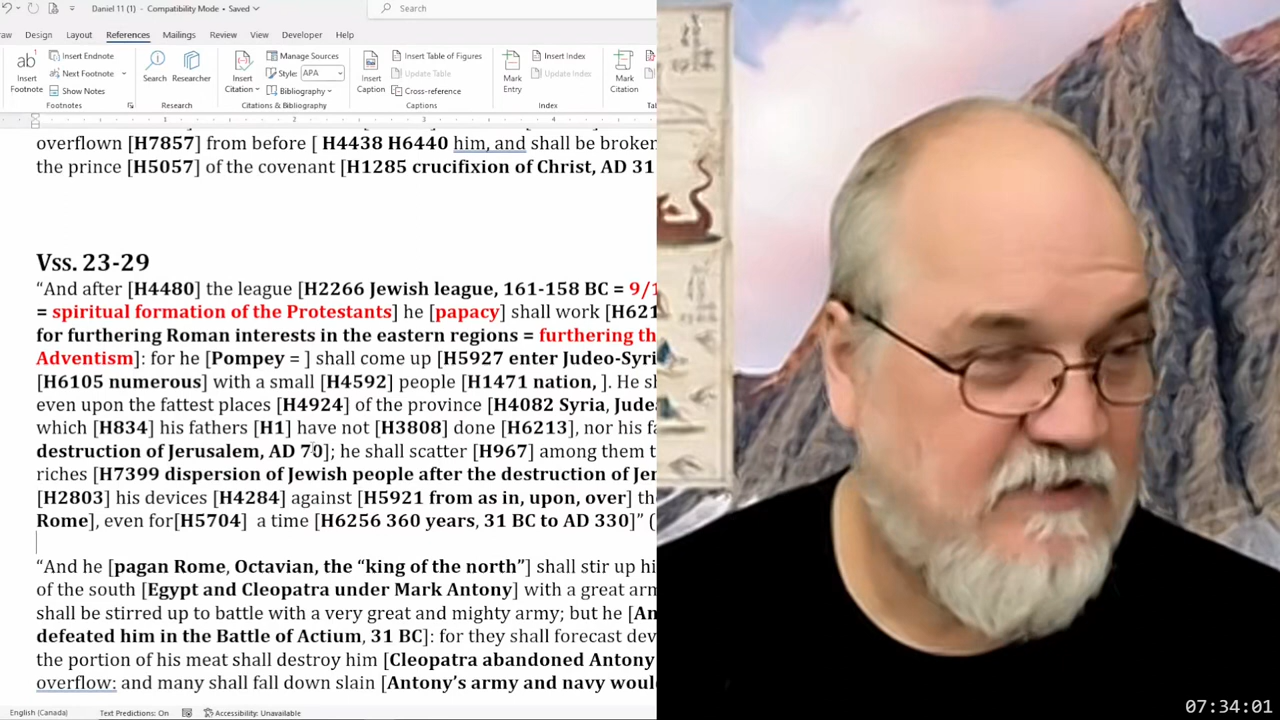 Daniel 11 (1) - Compatibility Mode - Saved
Search
Design Layout References Mailings Review View Developer Help
ab
Insert Footnote
Insert Endnote
Next Footnote
Show Notes
Footnotes
Search
Researcher
Research
Insert Citation
Manage Sources
Style: APA
Bibliography
Citations & Bibliography
Insert Caption
Insert Table of Figures
Update Table
Cross-reference
Captions
Mark Entry
Insert Index
Update Index
Index
Mark Citation
overflown [H7857] from before [ H4438 H6440 him, and shall be broken
the prince [H5057] of the covenant [H1285 crucifixion of Christ, AD 31
Vss. 23-29
“And after [H4480] the league [H2266 Jewish league, 161-158 BC = 9/1
= spiritual formation of the Protestants] he [papacy] shall work [H621
for furthering Roman interests in the eastern regions = furthering th
Adventism]: for he [Pompey = ] shall come up [H5927 enter Judeo-Syri
[H6105 numerous] with a small [H4592] people [H1471 nation, ]. He sh
even upon the fattest places [H4924] of the province [H4082 Syria, Jude
which [H834] his fathers [H1] have not [H3808] done [H6213], nor his fa
destruction of Jerusalem, AD 70]; he shall scatter [H967] among them t
riches [H7399 dispersion of Jewish people after the destruction of Jer
[H2803] his devices [H4284] against [H5921 from as in, upon, over] th
Rome], even for[H5704] a time [H6256 360 years, 31 BC to AD 330]” (
“And he [pagan Rome, Octavian, the “king of the north”] shall stir up hi
of the south [Egypt and Cleopatra under Mark Antony] with a great arm
shall be stirred up to battle with a very great and mighty army; but he [An
defeated him in the Battle of Actium, 31 BC]: for they shall forecast dev
the portion of his meat shall destroy him [Cleopatra abandoned Antony
overflow: and many shall fall down slain [Antony’s army and navy woul
English (Canada) Text Predictions: On Accessibility: Unavailable
07:34:01